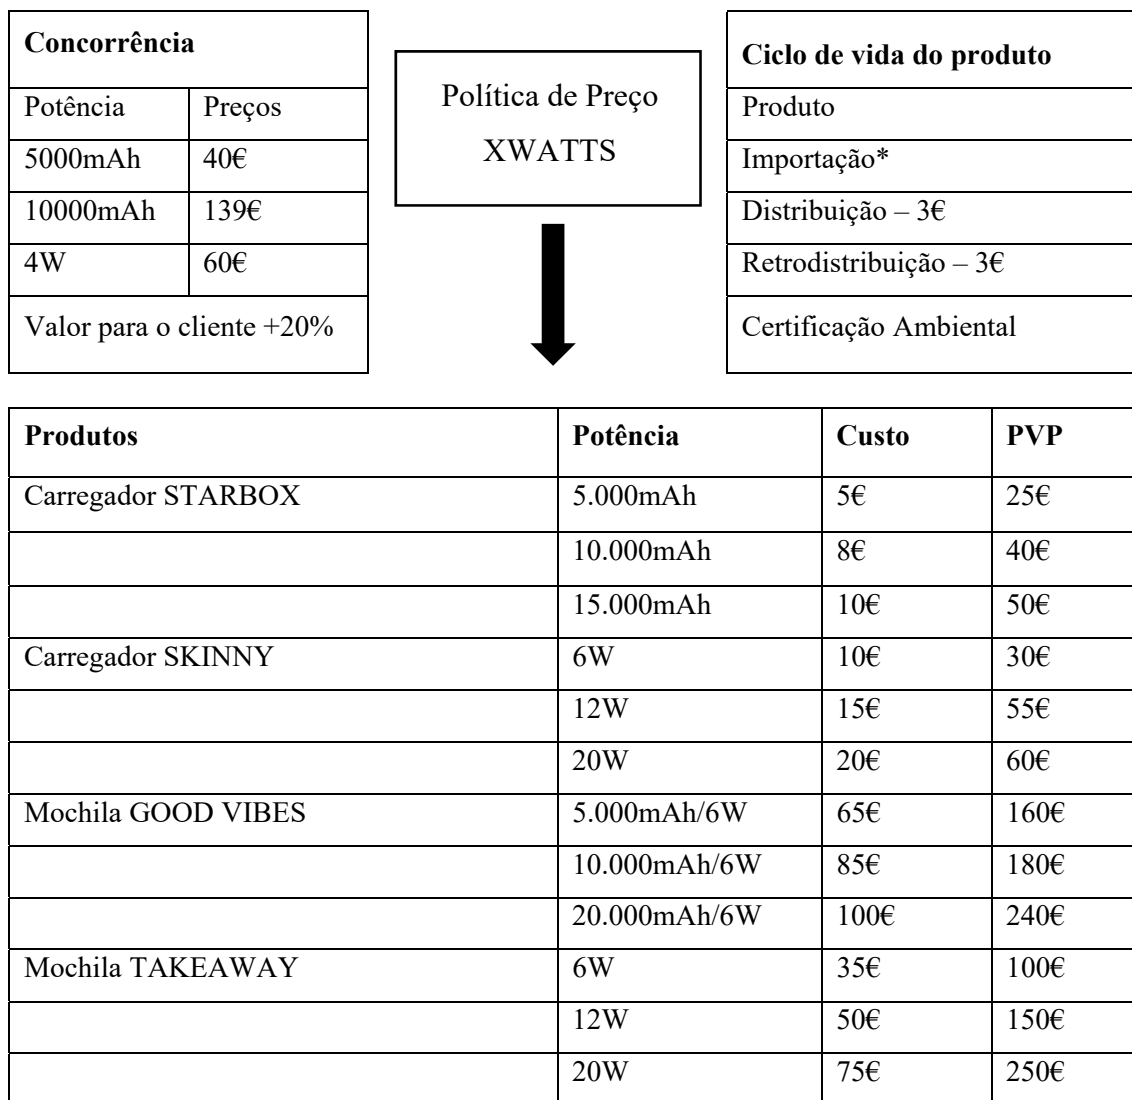 Concorrência
Potência Preços
5000mAh 40€
10000mAh 139€
4W 60€
Valor para o cliente +20%
Política de Preço
XWATTS
Ciclo de vida do produto
Produto
Importação*
Distribuição – 3€
Retrodistribuição – 3€
Certificação Ambiental
Produtos Potência Custo PVP
Carregador STARBOX 5.000mAh 5€ 25€
10.000mAh 8€ 40€
15.000mAh 10€ 50€
Carregador SKINNY 6W 10€ 30€
12W 15€ 55€
20W 20€ 60€
Mochila GOOD VIBES 5.000mAh/6W 65€ 160€
10.000mAh/6W 85€ 180€
20.000mAh/6W 100€ 240€
Mochila TAKEAWAY 6W 35€ 100€
12W 50€ 150€
20W 75€ 250€